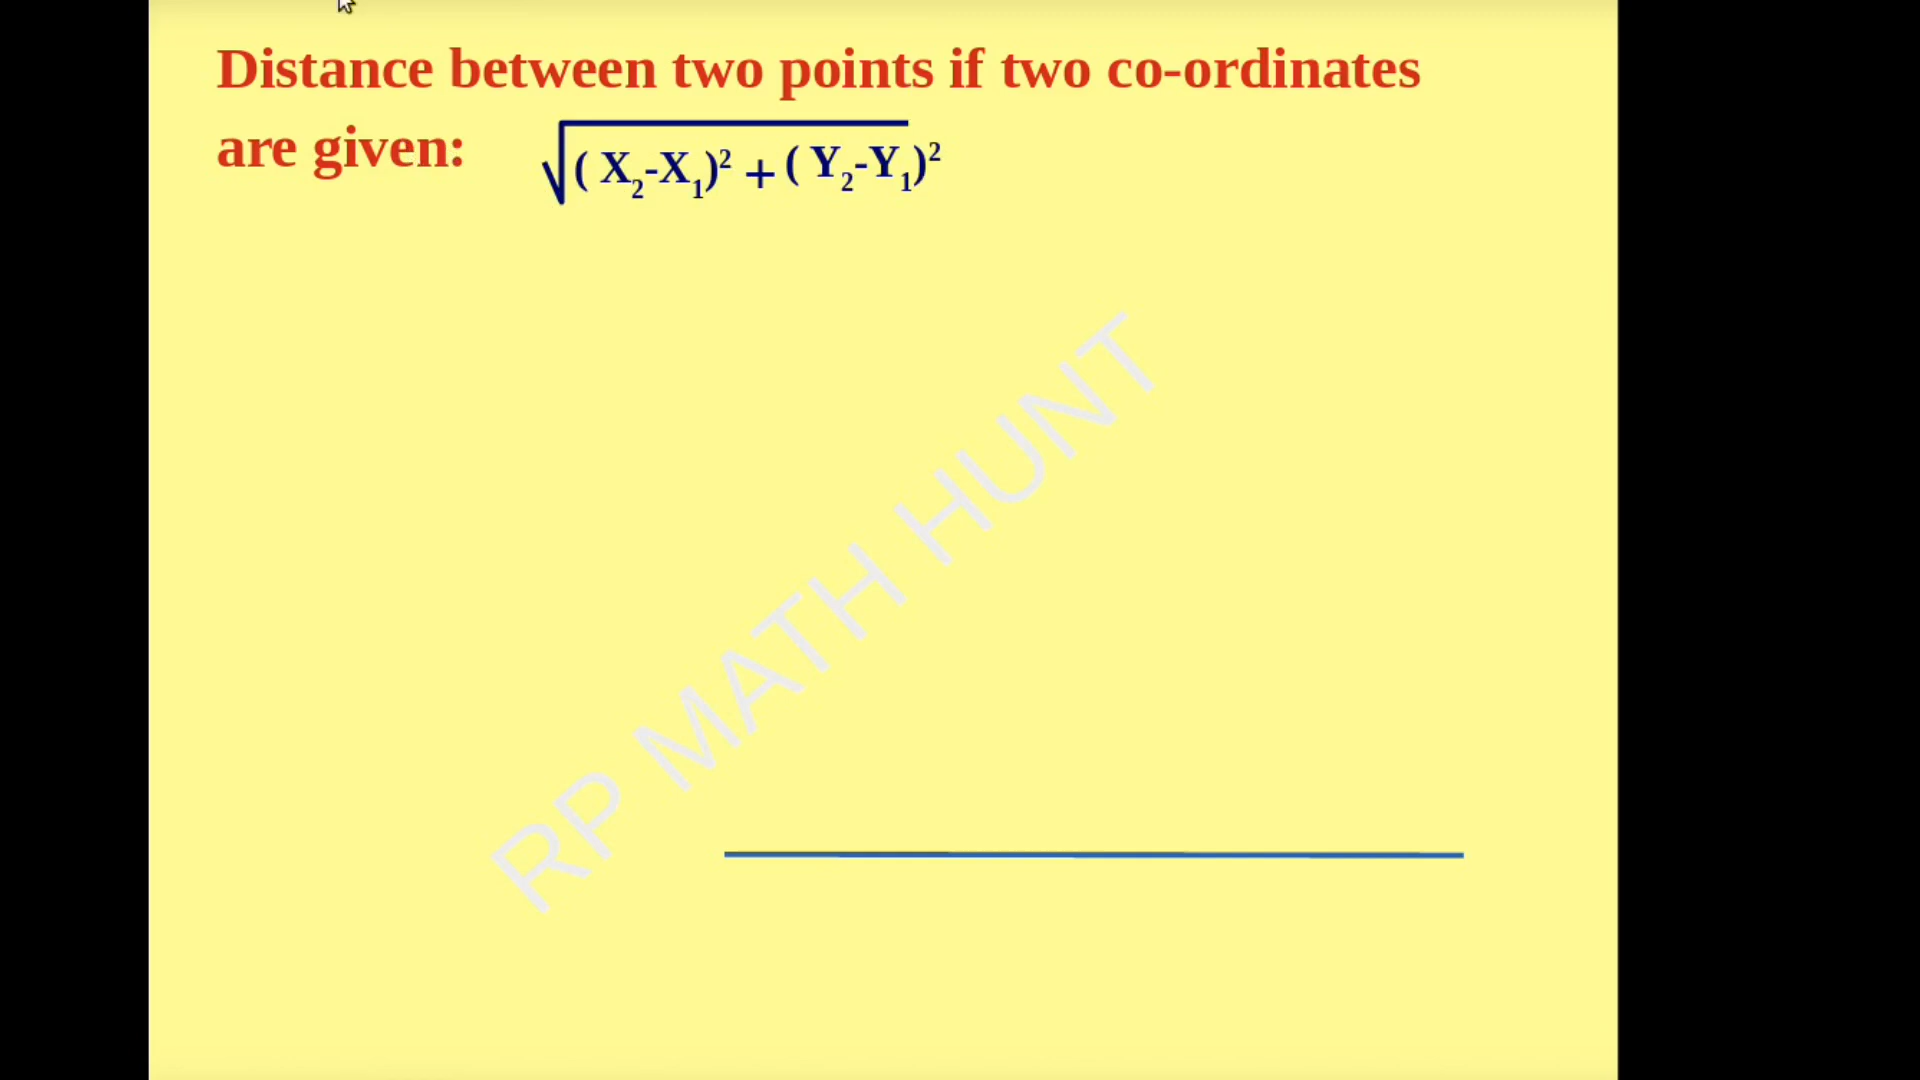 Distance between two points if two co-ordinates
are given: √( X₂-X₁)² + ( Y₂-Y₁)²
RP MATH HUNT